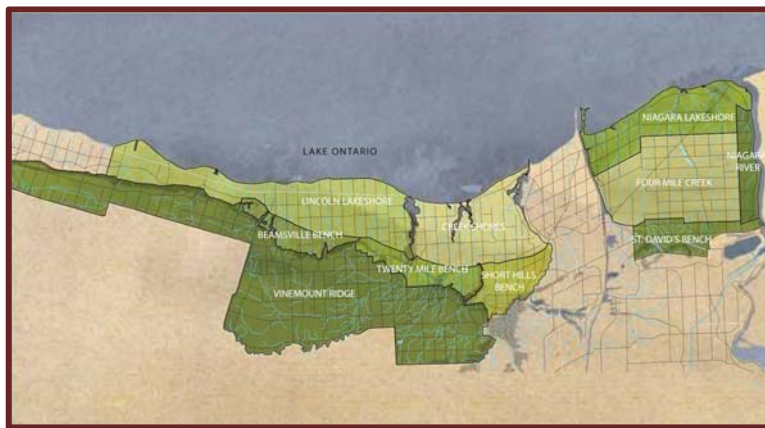 LAKE ONTARIO
NIAGARA LAKESHORE
NIAGARA
RIVER
FOUR MILE CREEK
LINCOLN LAKESHORE
CREEK SHORES
BEAMSVILLE BENCH
ST. DAVID'S BENCH
TWENTY MILE BENCH
SHORT HILLS
BENCH
VINEMOUNT RIDGE